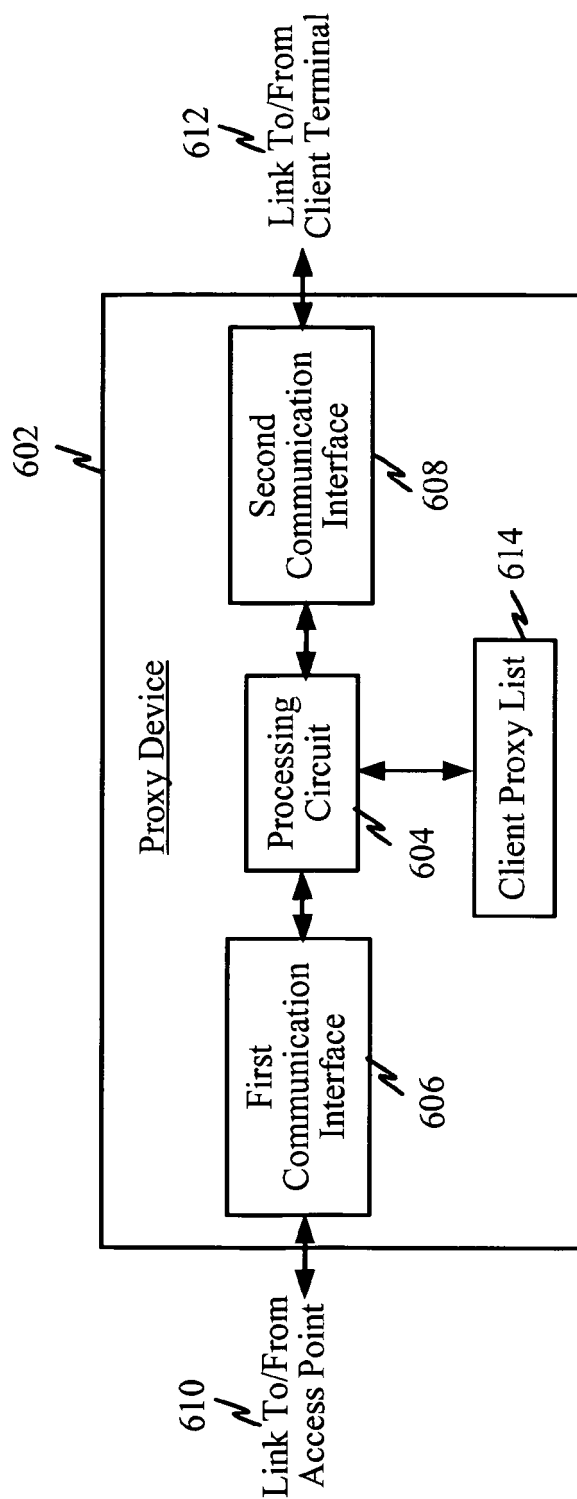 602
Proxy Device
610
Link To/From
Access Point
First
Communication
Interface
606
Processing
Circuit
604
Second
Communication
Interface
608
612
Link To/From
Client Terminal
Client Proxy List
614